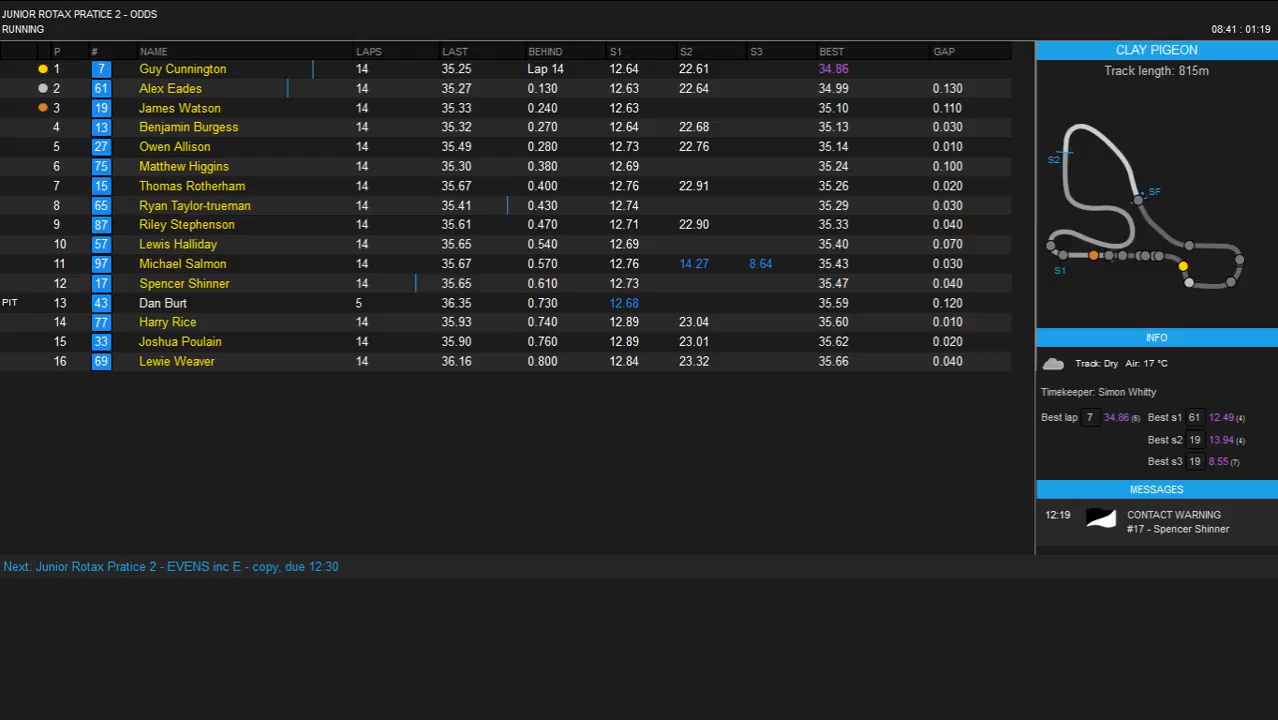 JUNIOR ROTAX PRATICE 2 - ODDS
RUNNING
08:41 : 01:19
P # NAME LAPS LAST BEHIND S1 S2 S3 BEST GAP
1 7 Guy Cunnington 14 35.25 Lap 14 12.64 22.61 34.86
2 61 Alex Eades 14 35.27 0.130 12.63 22.64 34.99 0.130
3 19 James Watson 14 35.33 0.240 12.63 35.10 0.110
4 13 Benjamin Burgess 14 35.32 0.270 12.64 22.68 35.13 0.030
5 27 Owen Allison 14 35.49 0.280 12.73 22.76 35.14 0.010
6 75 Matthew Higgins 14 35.30 0.380 12.69 35.24 0.100
7 15 Thomas Rotherham 14 35.67 0.400 12.76 22.91 35.26 0.020
8 65 Ryan Taylor-trueman 14 35.41 0.430 12.74 35.29 0.030
9 87 Riley Stephenson 14 35.61 0.470 12.71 22.90 35.33 0.040
10 57 Lewis Halliday 14 35.65 0.540 12.69 35.40 0.070
11 97 Michael Salmon 14 35.67 0.570 12.76 14.27 8.64 35.43 0.030
12 17 Spencer Shinner 14 35.65 0.610 12.73 35.47 0.040
PIT 13 43 Dan Burt 5 36.35 0.730 12.68 35.59 0.120
14 77 Harry Rice 14 35.93 0.740 12.89 23.04 35.60 0.010
15 33 Joshua Poulain 14 35.90 0.760 12.89 23.01 35.62 0.020
16 69 Lewie Weaver 14 36.16 0.800 12.84 23.32 35.66 0.040
CLAY PIGEON
Track length: 815m
S2
SF
S1
INFO
Track: Dry Air: 17 °C
Timekeeper: Simon Whitty
Best lap 7 34.86 (6) Best s1 61 12.49 (4)
Best s2 19 13.94 (4)
Best s3 19 8.55 (7)
MESSAGES
12:19 CONTACT WARNING
#17 - Spencer Shinner
Next: Junior Rotax Pratice 2 - EVENS inc E - copy, due 12:30